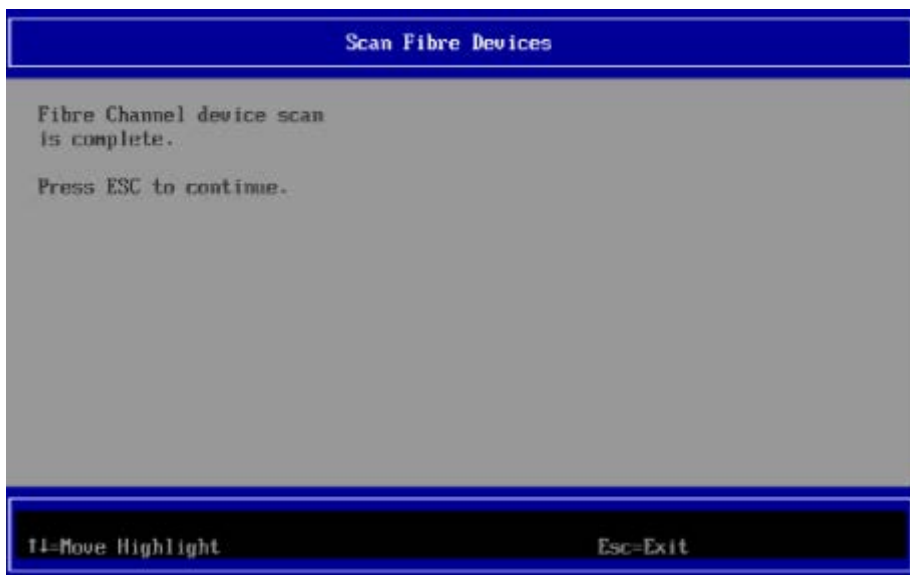 Scan Fibre Devices
Fibre Channel device scan
is complete.
Press ESC to continue.
↑↓=Move Highlight Esc=Exit